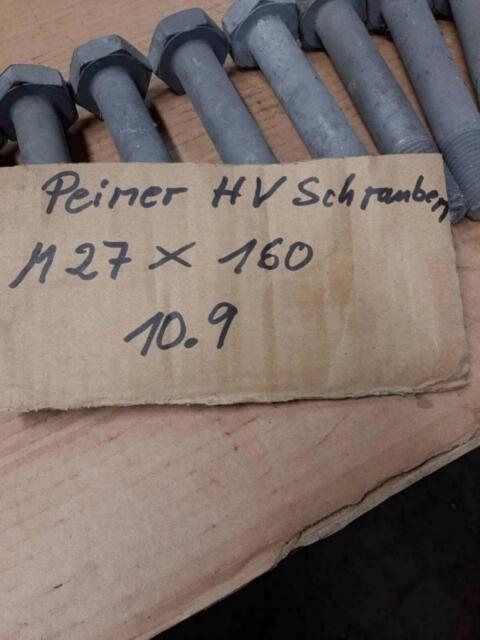 Peiner HV Schrauben
M27 x 160
10.9